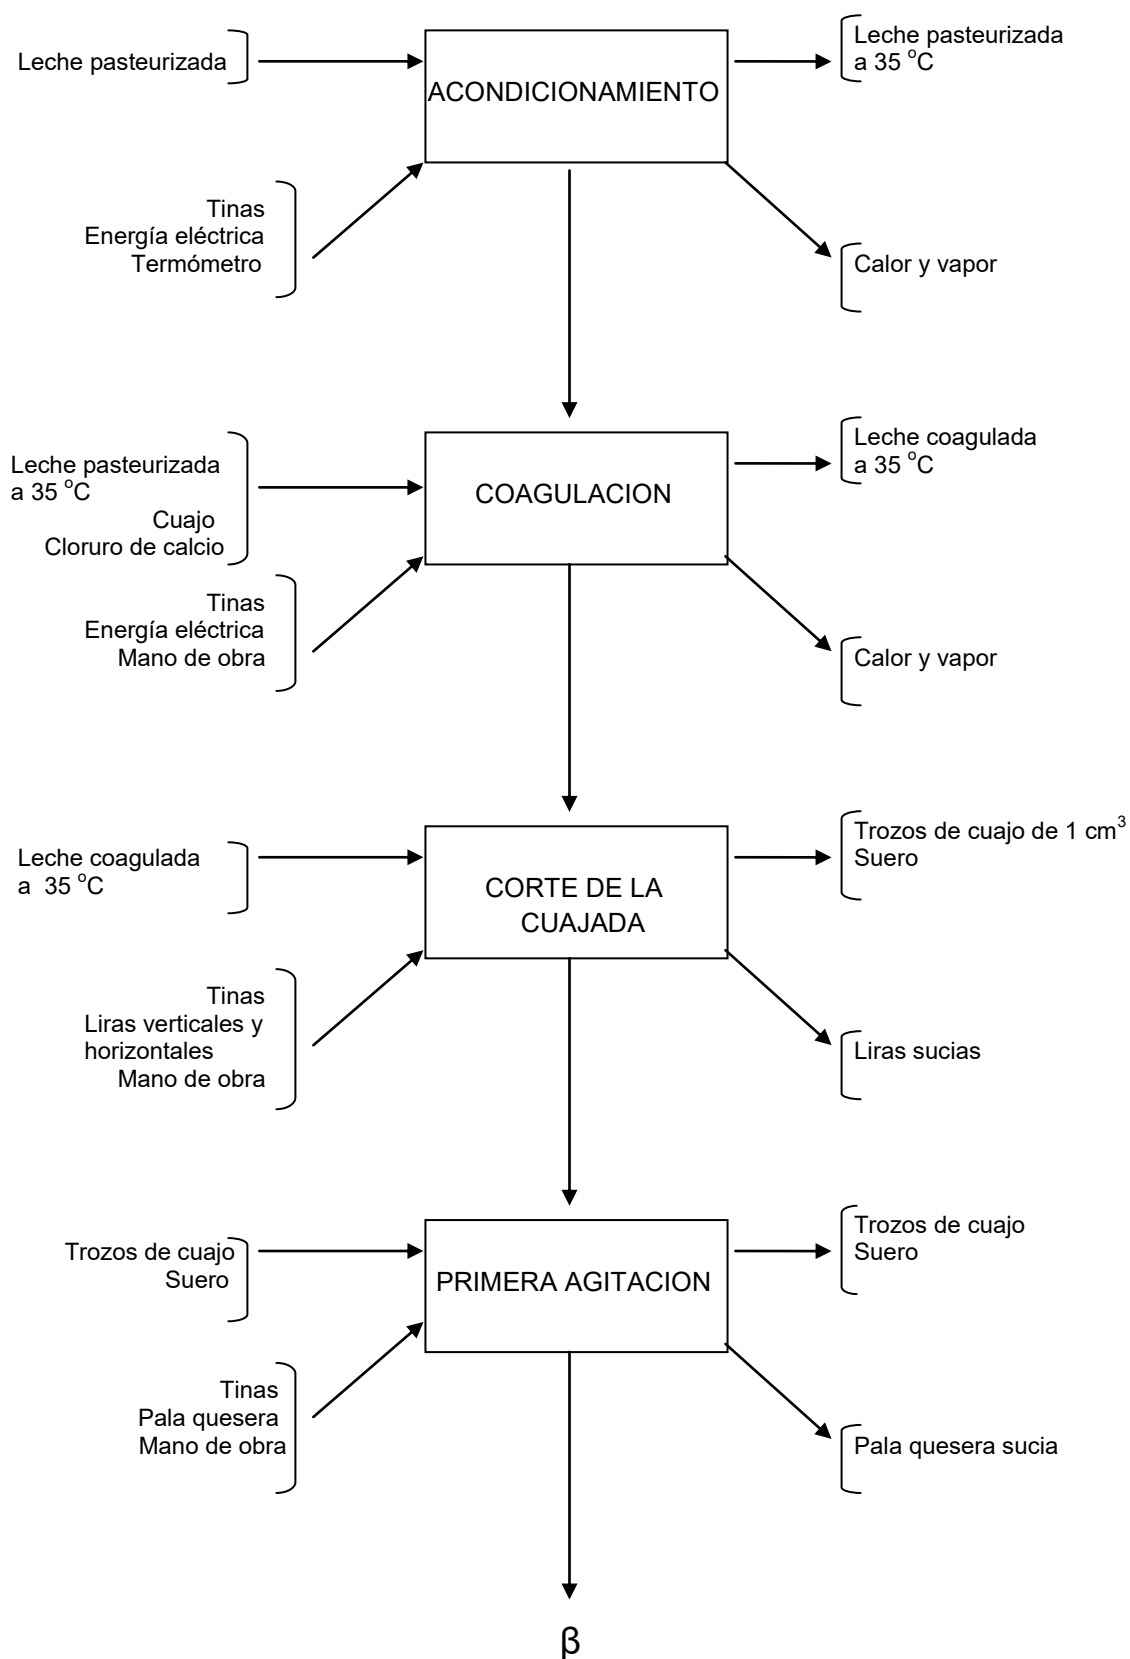 Leche pasteurizada
ACONDICIONAMIENTO
Leche pasteurizada
a 35 °C
Tinas
Energía eléctrica
Termómetro
Calor y vapor
Leche pasteurizada
a 35 °C
Cuajo
Cloruro de calcio
COAGULACION
Leche coagulada
a 35 °C
Tinas
Energía eléctrica
Mano de obra
Calor y vapor
Leche coagulada
a 35 °C
CORTE DE LA
CUAJADA
Trozos de cuajo de 1 cm³
Suero
Tinas
Liras verticales y
horizontales
Mano de obra
Liras sucias
Trozos de cuajo
Suero
PRIMERA AGITACION
Trozos de cuajo
Suero
Tinas
Pala quesera
Mano de obra
Pala quesera sucia
β